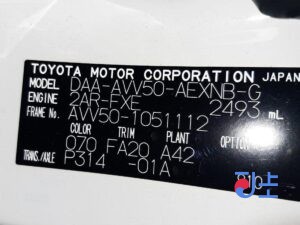 TOYOTA MOTOR CORPORATION JAPAN
MODEL DAA-AVV50-AEXNB-G
ENGINE 2AR-FXE 2493 mL
FRAME No. AVV50-1051112
COLOR TRIM PLANT OPTION
070 FA20 A42
TRANS./AXLE P314 -01A